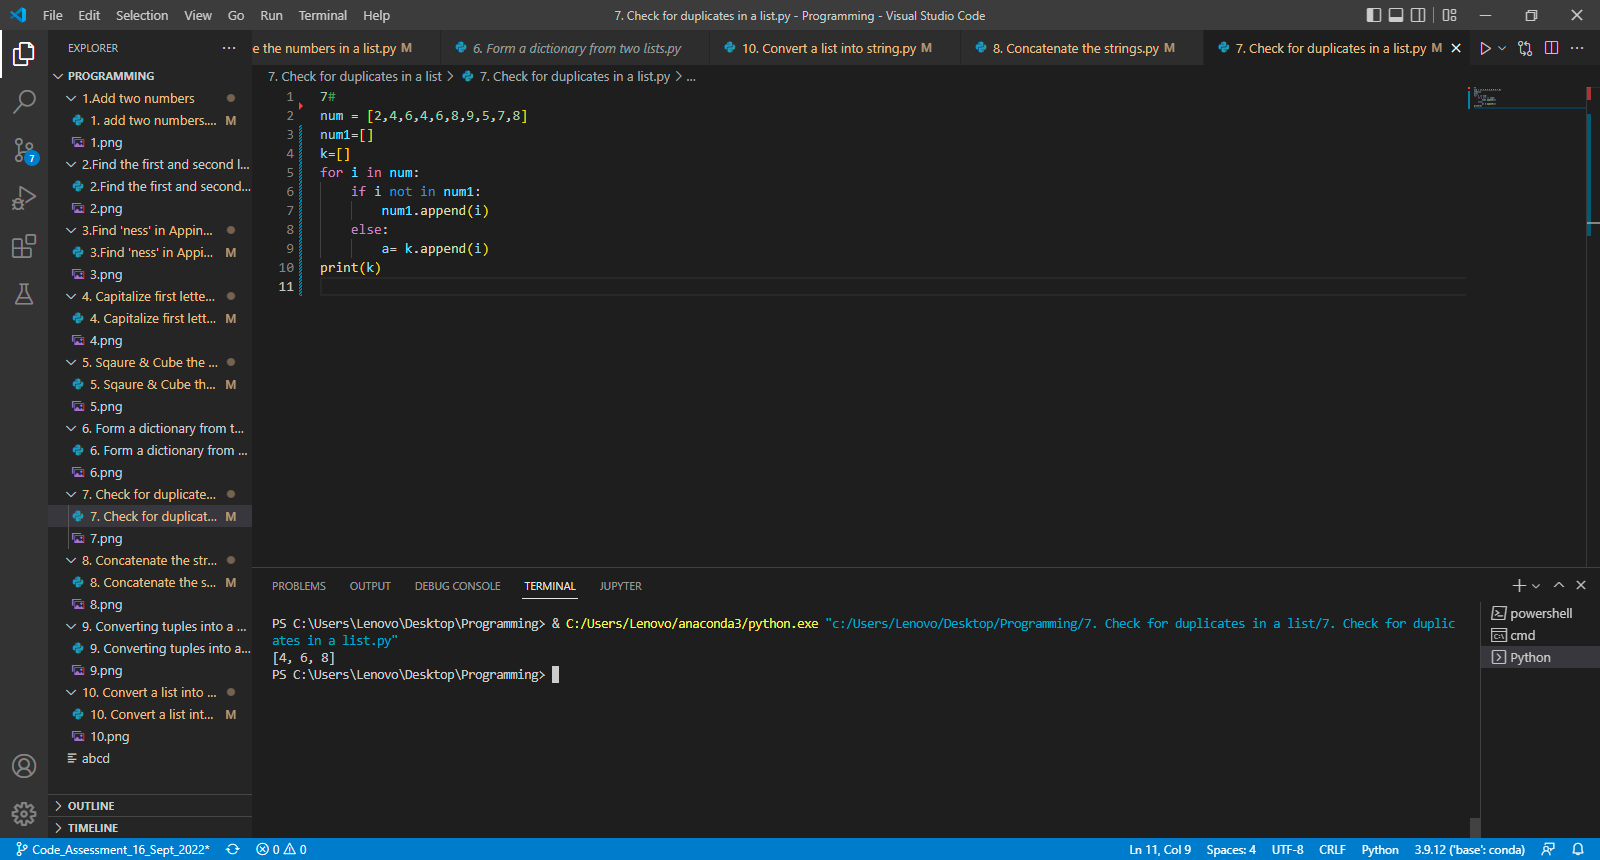 File Edit Selection View Go Run Terminal Help
7. Check for duplicates in a list.py - Programming - Visual Studio Code
EXPLORER
PROGRAMMING
1.Add two numbers
1. add two numbers.... M
1.png
2.Find the first and second l...
2.Find the first and second...
2.png
3.Find 'ness' in Appin...
3.Find 'ness' in Appi... M
3.png
4. Capitalize first lette...
4. Capitalize first lett... M
4.png
5. Sqaure & Cube the ...
5. Sqaure & Cube th... M
5.png
6. Form a dictionary from t...
6. Form a dictionary from ...
6.png
7. Check for duplicate...
7. Check for duplicat... M
7.png
8. Concatenate the str...
8. Concatenate the s... M
8.png
9. Converting tuples into a ...
9. Converting tuples into a...
9.png
10. Convert a list into ...
10. Convert a list int... M
10.png
abcd
OUTLINE
TIMELINE
7
e the numbers in a list.py M
6. Form a dictionary from two lists.py
10. Convert a list into string.py M
8. Concatenate the strings.py M
7. Check for duplicates in a list.py M
7. Check for duplicates in a list > 7. Check for duplicates in a list.py > ...
1 7#
2 num = [2,4,6,4,6,8,9,5,7,8]
3 num1=[]
4 k=[]
5 for i in num:
6 if i not in num1:
7 num1.append(i)
8 else:
9 a= k.append(i)
10 print(k)
11
PROBLEMS OUTPUT DEBUG CONSOLE TERMINAL JUPYTER
PS C:\Users\Lenovo\Desktop\Programming> & C:/Users/Lenovo/anaconda3/python.exe "c:/Users/Lenovo/Desktop/Programming/7. Check for duplicates in a list/7. Check for duplic
ates in a list.py"
[4, 6, 8]
PS C:\Users\Lenovo\Desktop\Programming>
powershell
cmd
Python
Code_Assessment_16_Sept_2022* 0 0 Ln 11, Col 9 Spaces: 4 UTF-8 CRLF Python 3.9.12 ('base': conda)